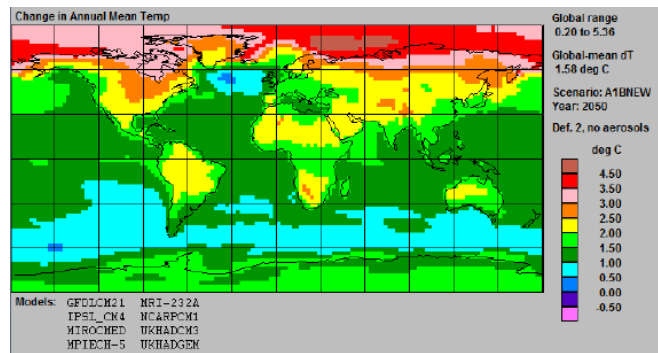 Change in Annual Mean Temp
Global range
0.20 to 5.36
Global-mean dT
1.58 deg C
Scenario: A1BNEW
Year: 2050
Def. 2, no aerosols
deg C
4.50
3.50
3.00
2.50
2.00
1.50
1.00
0.50
0.00
-0.50
Models: GFDLCM21 MRI-232A
IPSL_CM4 NCARPCM1
MIROCMED UKHADCM3
MPIECH-5 UKHADGEM